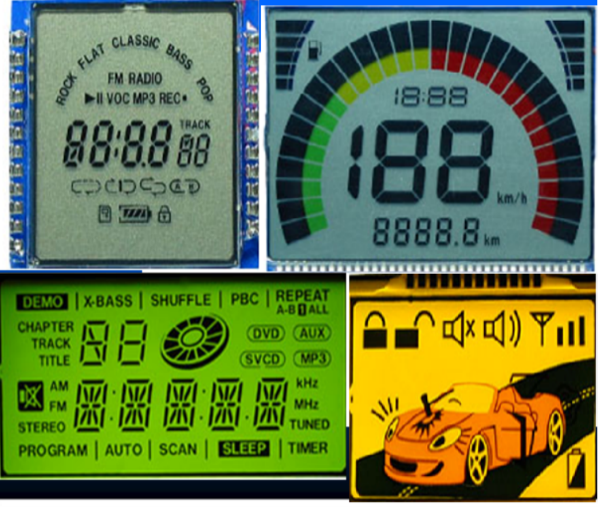 ROCK FLAT CLASSIC BASS POP
FM RADIO
▶II VOC MP3 REC●
TRACK
88:8.8 88
18:88
188
km/h
8888.8 km
DEMO | X-BASS | SHUFFLE | PBC | REPEAT
A-B 1 ALL
CHAPTER
TRACK
TITLE
88
DVD AUX
SVCD MP3
AM
FM
STEREO
kHz
MHz
TUNED
PROGRAM | AUTO | SCAN | SLEEP | TIMER